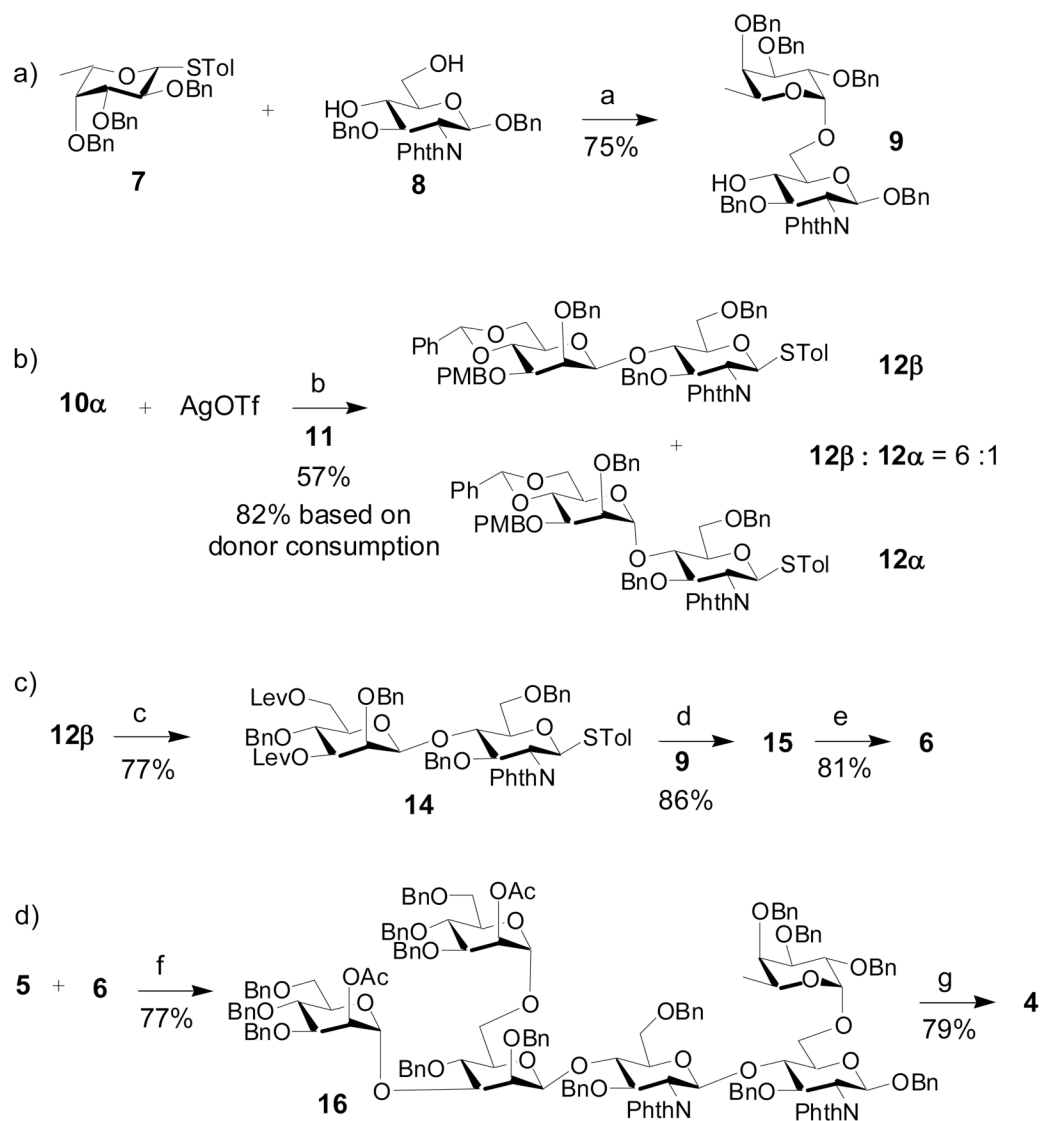 a)
STol
OBn
OBn
OBn
7
+
OH
HO
O
BnO
OBn
PhthN
8
a
75%
OBn
OBn
OBn
O
O
9
HO
O
BnO
OBn
PhthN
b)
10α + AgOTf
b
11
57%
82% based on
donor consumption
Ph
O
O
OBn
O
PMBO
O
OBn
O
STol
BnO
PhthN
12β
+
12β : 12α = 6 :1
Ph
O
O
OBn
O
PMBO
O
OBn
O
STol
BnO
PhthN
12α
c)
12β
c
77%
LevO
OBn
BnO
O
LevO
O
OBn
O
STol
BnO
PhthN
14
d
9
86%
15
e
81%
6
d)
5 + 6
f
77%
BnO
OAc
BnO
O
BnO
O
BnO
OAc
BnO
O
BnO
O
OBn
BnO
O
O
OBn
O
BnO
PhthN
O
OBn
OBn
OBn
O
O
O
BnO
OBn
PhthN
16
g
79%
4